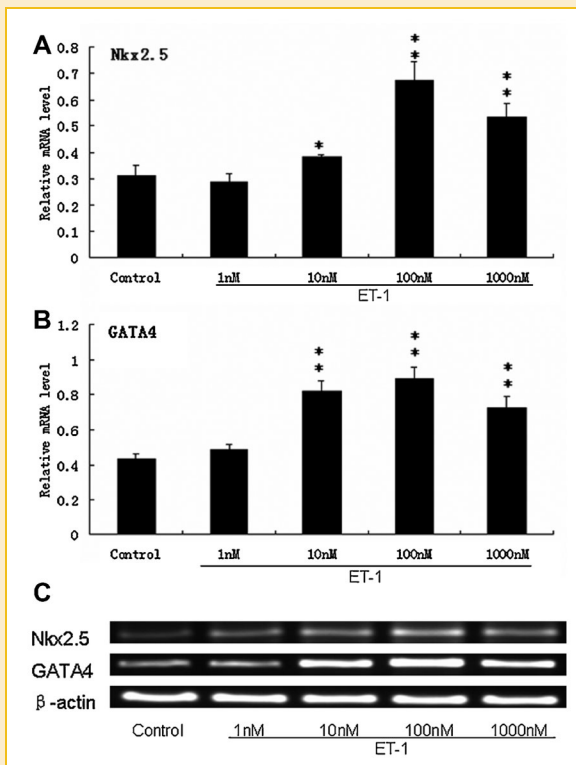 A
Nkx2.5
Relative mRNA level
0.8
0.7
0.6
0.5
0.4
0.3
0.2
0.1
0
* *
*
* *
* *
Control 1nM 10nM 100nM 1000nM
ET-1
B
GATA4
Relative mRNA level
1.2
1
0.8
0.6
0.4
0.2
0
* *
* *
* *
Control 1nM 10nM 100nM 1000nM
ET-1
C
Nkx2.5
GATA4
β-actin
Control 1nM 10nM 100nM 1000nM
ET-1